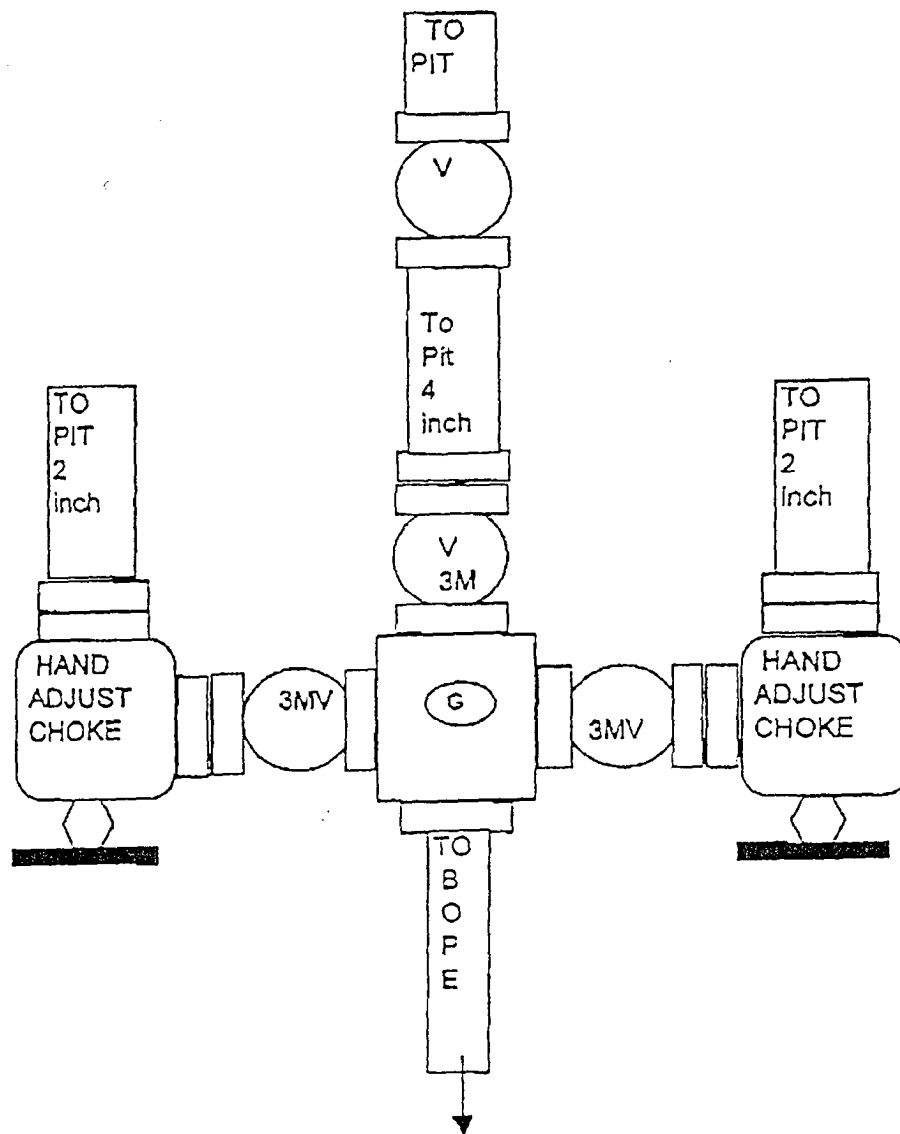 TO
PIT
V
To
Pit
4
inch
TO
PIT
2
inch
TO
PIT
2
inch
V
3M
HAND
ADJUST
CHOKE
3MV
G
3MV
HAND
ADJUST
CHOKE
TO
B
O
P
E